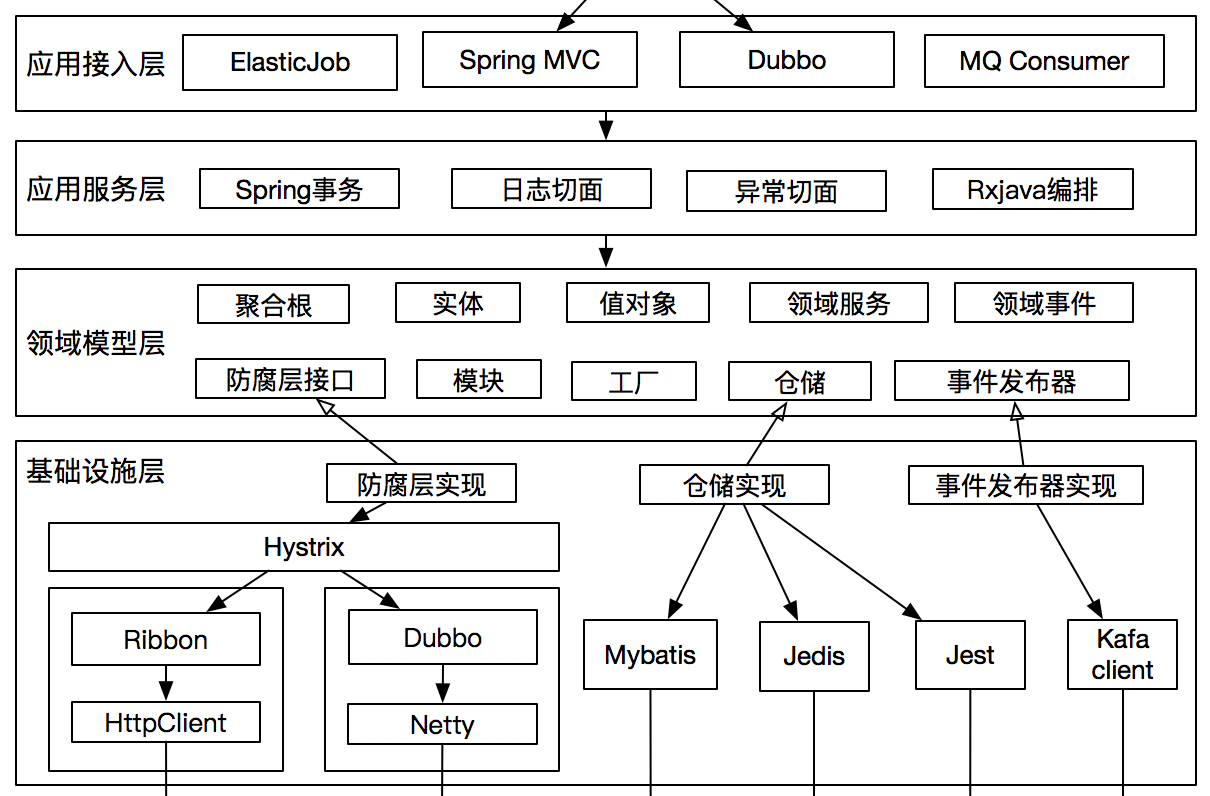 应用接入层
ElasticJob
Spring MVC
Dubbo
MQ Consumer
应用服务层
Spring事务
日志切面
异常切面
Rxjava编排
领域模型层
聚合根
实体
值对象
领域服务
领域事件
防腐层接口
模块
工厂
仓储
事件发布器
基础设施层
防腐层实现
仓储实现
事件发布器实现
Hystrix
Ribbon
Dubbo
HttpClient
Netty
Mybatis
Jedis
Jest
Kafa
client